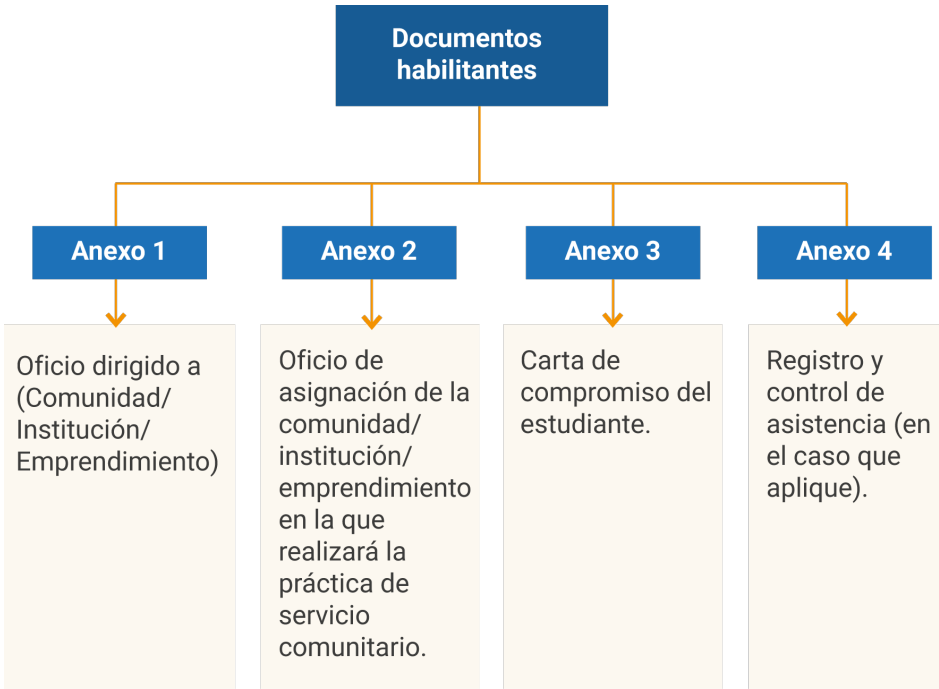 Documentos
habilitantes
Anexo 1
Oficio dirigido a
(Comunidad/
Institución/
Emprendimiento)
Anexo 2
Oficio de
asignación de la
comunidad/
institución/
emprendimiento
en la que
realizará la
práctica de
servicio
comunitario.
Anexo 3
Carta de
compromiso del
estudiante.
Anexo 4
Registro y
control de
asistencia (en
el caso que
aplique).